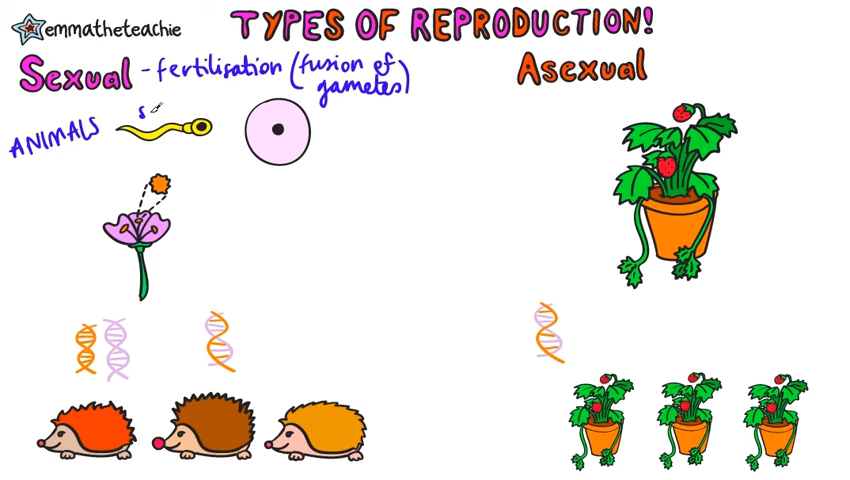 emmatheteachie
TYPES OF REPRODUCTION!
Sexual - fertilisation (fusion of
gametes)
Asexual
ANIMALS
s